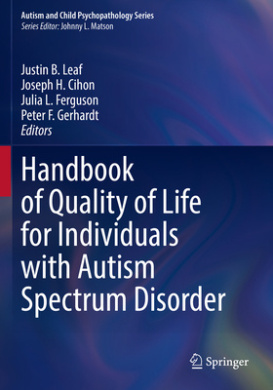 Autism and Child Psychopathology Series
Series Editor: Johnny L. Matson
Justin B. Leaf
Joseph H. Cihon
Julia L. Ferguson
Peter F. Gerhardt
Editors
Handbook
of Quality of Life
for Individuals
with Autism
Spectrum Disorder
Springer